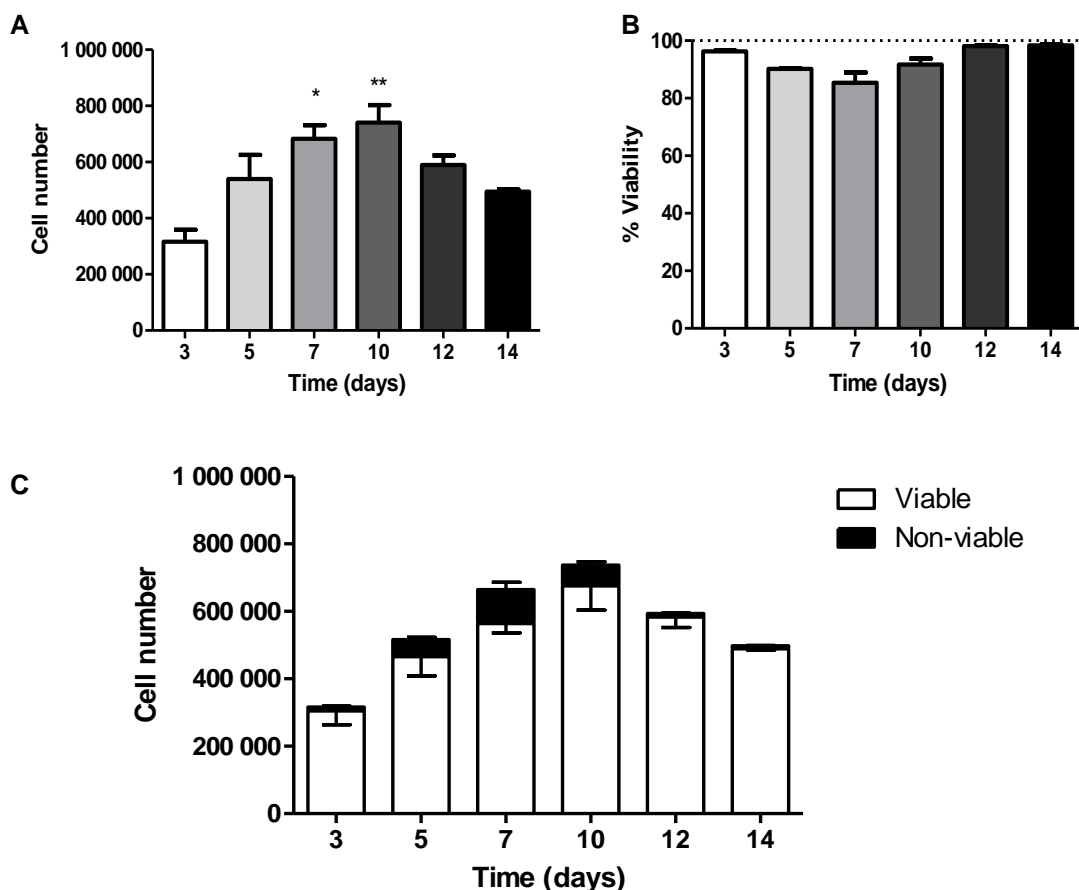 A
Cell number
1 000 000
800 000
600 000
400 000
200 000
0
*
**
3 5 7 10 12 14
Time (days)
B
% Viability
100
80
60
40
20
0
3 5 7 10 12 14
Time (days)
C
Cell number
1 000 000
800 000
600 000
400 000
200 000
0
3 5 7 10 12 14
Time (days)
Viable
Non-viable